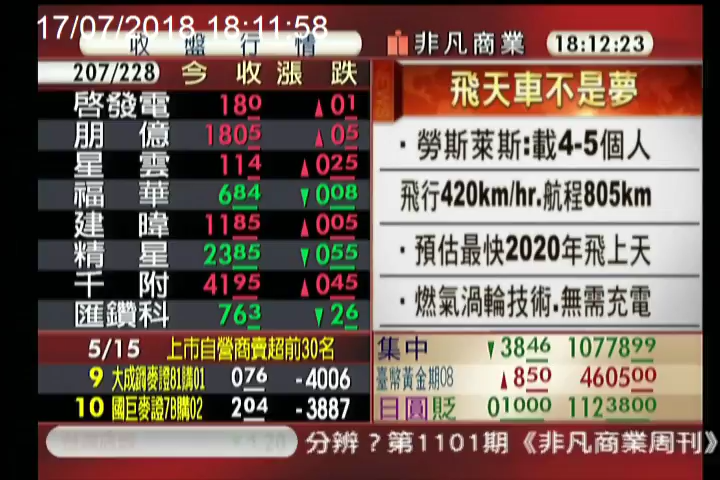 17/07/2018 18:11:58
收盤行情
非凡商業 18:12:23
207/228 今收 漲跌
啓發電 180 ▲01
朋億 1805 ▲05
星雲 114 ▲025
福華 684 ▼008
建暐 1185 ▲005
精星 2385 ▼055
千附 4195 ▲045
匯鑽科 763 ▼26
飛天車不是夢
·勞斯萊斯:載4-5個人
飛行420km/hr.航程805km
·預估最快2020年飛上天
·燃氣渦輪技術.無需充電
5/15 上市自營商賣超前30名
9 大成鋼麥證81購01 076 -4006
10 國巨麥證7B購02 204 -3887
集中 ▼3846 1077899
臺幣黃金期08 ▲850 460500
日圓貶 01000 1123800
分辨？第1101期《非凡商業周刊》